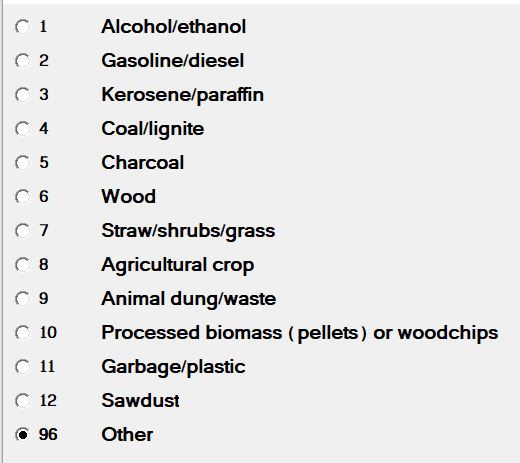 1 Alcohol/ethanol
2 Gasoline/diesel
3 Kerosene/paraffin
4 Coal/lignite
5 Charcoal
6 Wood
7 Straw/shrubs/grass
8 Agricultural crop
9 Animal dung/waste
10 Processed biomass (pellets) or woodchips
11 Garbage/plastic
12 Sawdust
96 Other